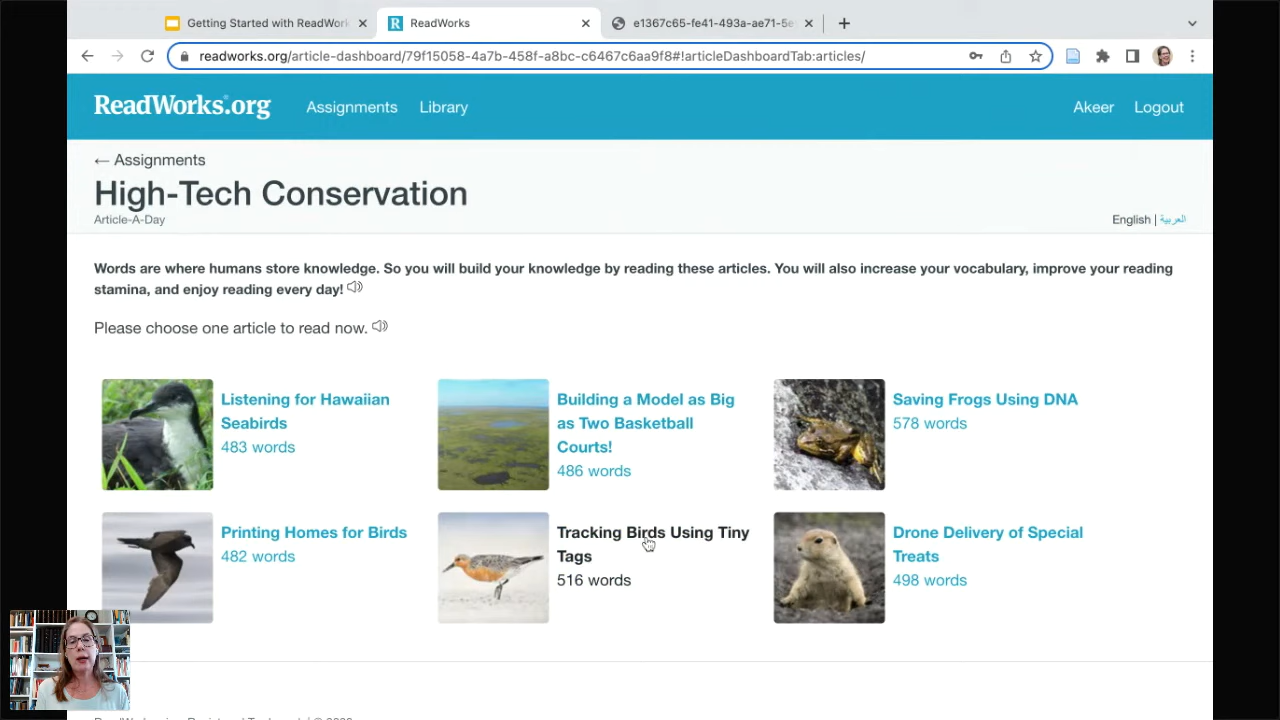 Getting Started with ReadWork
ReadWorks
e1367c65-fe41-493a-ae71-5e
readworks.org/article-dashboard/79f15058-4a7b-458f-a8bc-c6467c6aa9f8#!articleDashboardTab:articles/
ReadWorks.org Assignments Library Akeer Logout
← Assignments
High-Tech Conservation
Article-A-Day
English | العربية
Words are where humans store knowledge. So you will build your knowledge by reading these articles. You will also increase your vocabulary, improve your reading
stamina, and enjoy reading every day!
Please choose one article to read now.
Listening for Hawaiian
Seabirds
483 words
Building a Model as Big
as Two Basketball
Courts!
486 words
Saving Frogs Using DNA
578 words
Printing Homes for Birds
482 words
Tracking Birds Using Tiny
Tags
516 words
Drone Delivery of Special
Treats
498 words